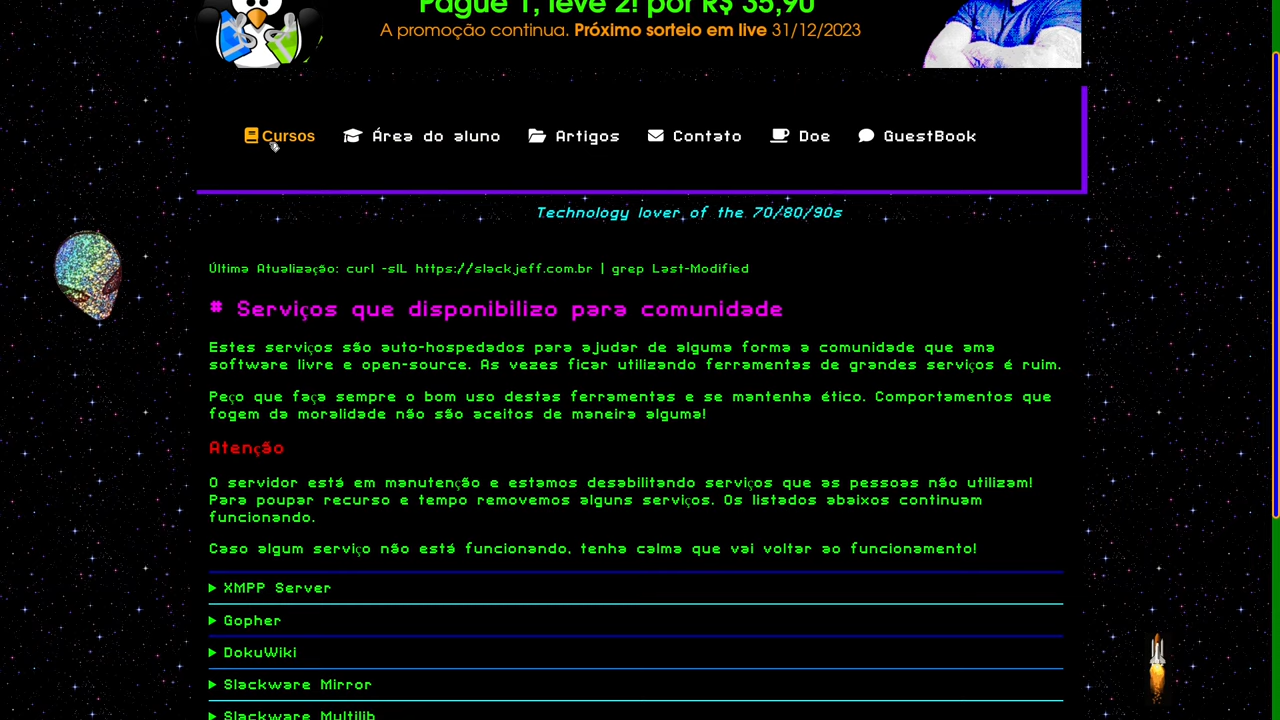 Pague 1, leve 2! por R$ 35,90
A promoção continua. Próximo sorteio em live 31/12/2023
Cursos Área do aluno Artigos Contato Doe GuestBook
Technology lover of the 70/80/90s
Última Atualização: curl -sIL https://slackjeff.com.br | grep Last-Modified
# Serviços que disponibilizo para comunidade
Estes serviços são auto-hospedados para ajudar de alguma forma a comunidade que ama
software livre e open-source. As vezes ficar utilizando ferramentas de grandes serviços é ruim.
Peço que faça sempre o bom uso destas ferramentas e se mantenha ético. Comportamentos que
fogem da moralidade não são aceitos de maneira alguma!
Atenção
O servidor está em manutenção e estamos desabilitando serviços que as pessoas não utilizam!
Para poupar recurso e tempo removemos alguns serviços. Os listados abaixos continuam
funcionando.
Caso algum serviço não está funcionando, tenha calma que vai voltar ao funcionamento!
XMPP Server
Gopher
DokuWiki
Slackware Mirror
Slackware Multilib